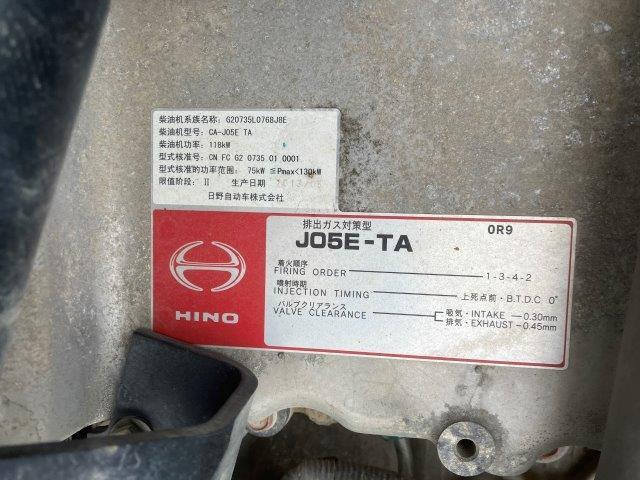 柴油机系族名称: G20735L0768JBE
柴油机型号: CA-J05E TA
柴油机功率: 118kW
型式核准号: CN FC G2 0735 01 0001
型式核准的功率范围: 75kW ≦Pmax<130kW
限值阶段: II 生产日期
日野自动车株式会社
排出ガス対策型 0R9
J05E-TA
着火順序
FIRING ORDER 1-3-4-2
噴射時期
INJECTION TIMING 上死点前・B.T.D.C 0°
バルブクリアランス
VALVE CLEARANCE
吸気・INTAKE -0.30mm
排気・EXHAUST-0.45mm
HINO